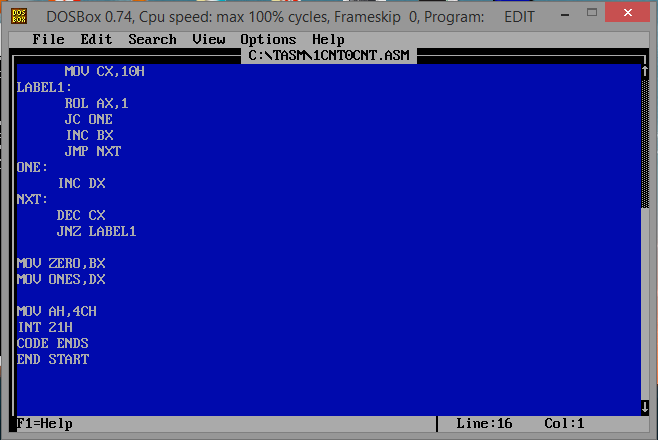 DOS BOX
DOSBox 0.74, Cpu speed: max 100% cycles, Frameskip 0, Program: EDIT
File Edit Search View Options Help
C:\TASM\1CNT0CNT.ASM
MOV CX,10H
LABEL1:
ROL AX,1
JC ONE
INC BX
JMP NXT
ONE:
INC DX
NXT:
DEC CX
JNZ LABEL1
MOV ZERO,BX
MOV ONES,DX
MOV AH,4CH
INT 21H
CODE ENDS
END START
F1=Help Line:16 Col:1